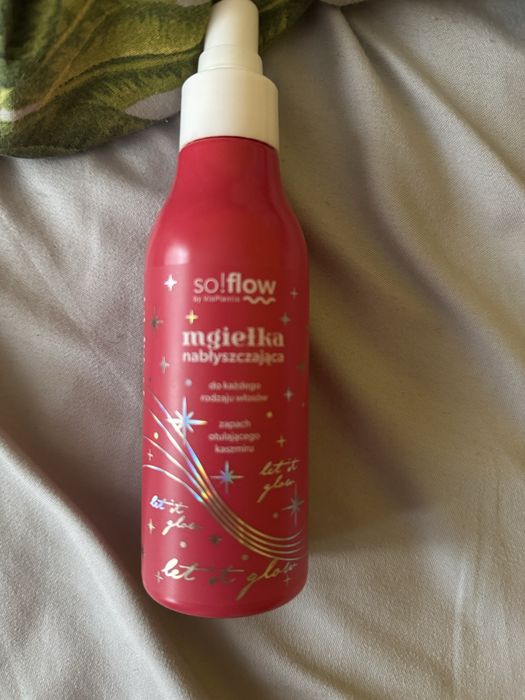 so!flow
by VisPlantis
mgiełka
nabłyszczająca
do każdego
rodzaju włosów
zapach
otulającego
kaszmiru
let it
glow
let it
glow
let it glow